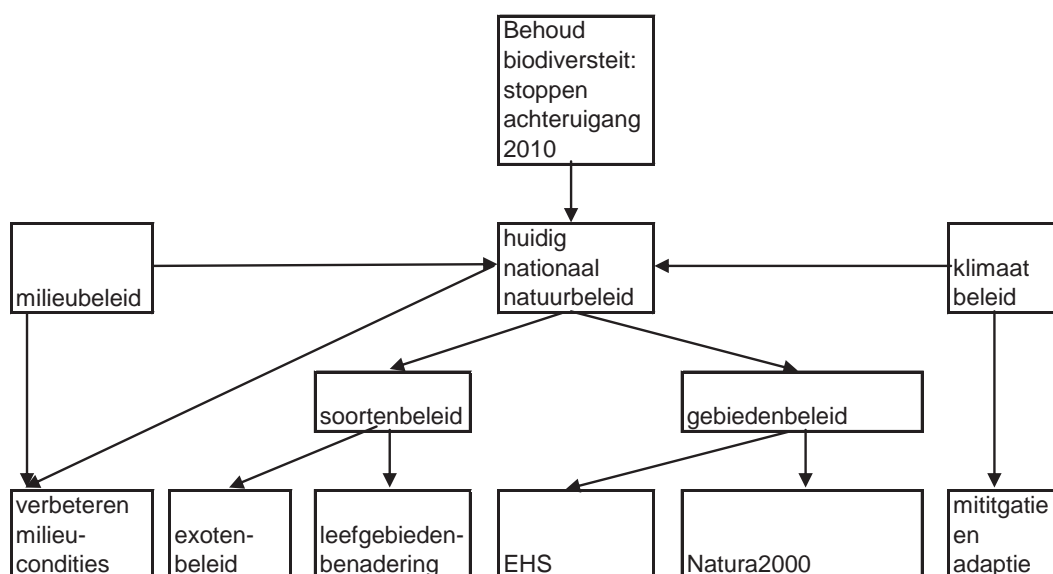 Behoud
biodiversteit:
stoppen
achteruigang
2010
milieubeleid
huidig
nationaal
natuurbeleid
klimaat
beleid
soortenbeleid
gebiedenbeleid
verbeteren
milieu-
condities
exoten-
beleid
leefgebieden-
benadering
EHS
Natura2000
mititgatie
en
adaptie